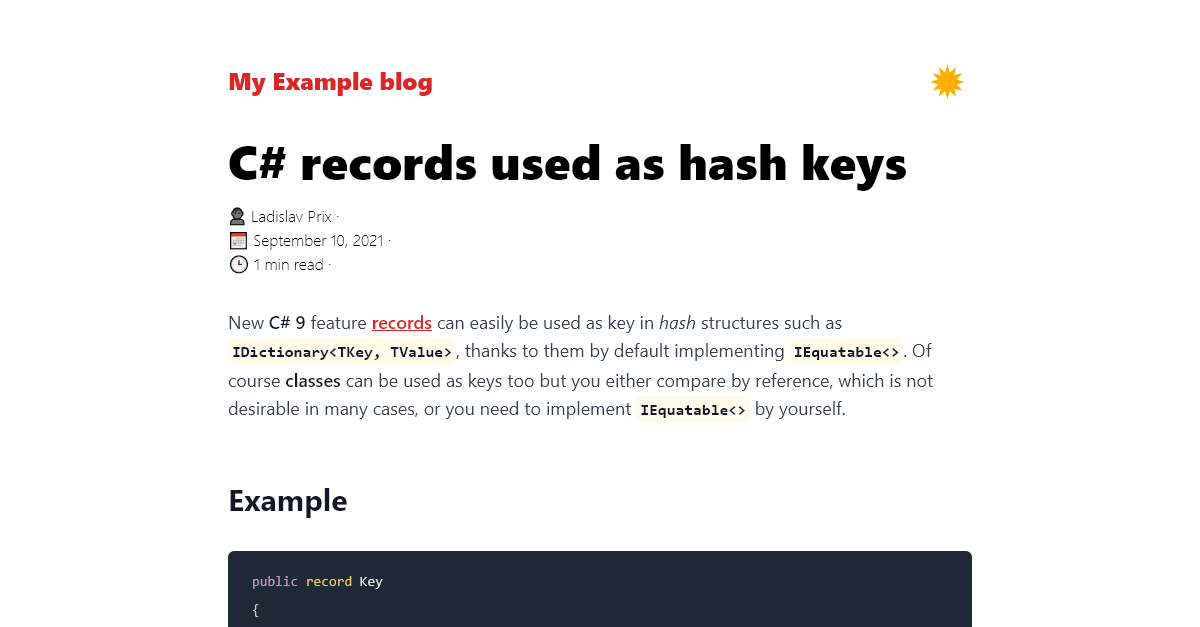 My Example blog
C# records used as hash keys
Ladislav Prix ·
September 10, 2021 ·
1 min read ·
New C# 9 feature records can easily be used as key in hash structures such as
IDictionary<TKey, TValue>, thanks to them by default implementing IEquatable<>. Of
course classes can be used as keys too but you either compare by reference, which is not
desirable in many cases, or you need to implement IEquatable<> by yourself.
Example
public record Key
{